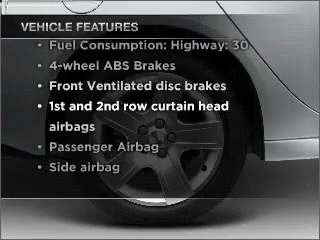 VEHICLE FEATURES
• Fuel Consumption: Highway: 30
• 4-wheel ABS Brakes
• Front Ventilated disc brakes
• 1st and 2nd row curtain head
airbags
• Passenger Airbag
• Side airbag